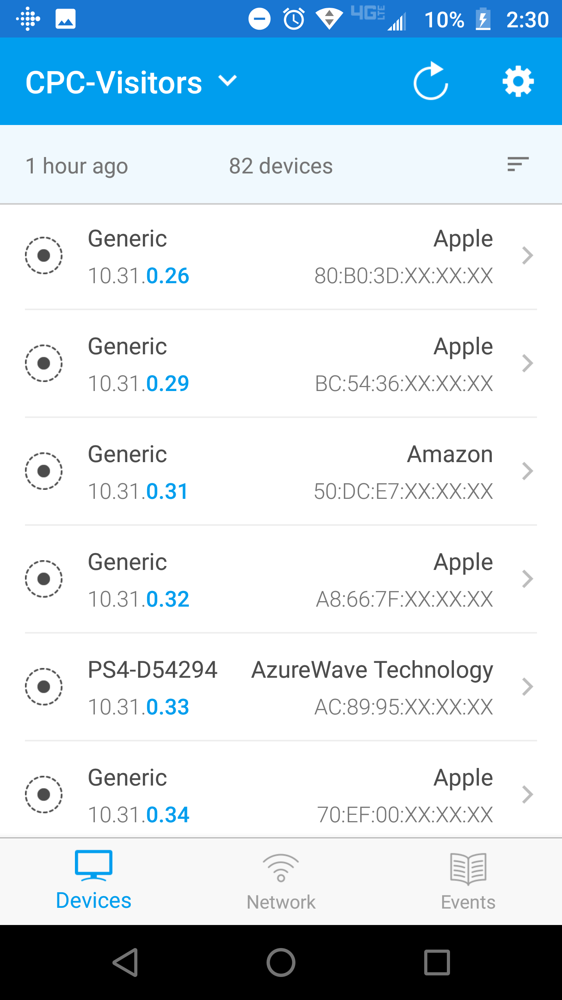 4G LTE 10% 2:30
CPC-Visitors
1 hour ago 82 devices
Generic Apple
10.31.0.26 80:B0:3D:XX:XX:XX
Generic Apple
10.31.0.29 BC:54:36:XX:XX:XX
Generic Amazon
10.31.0.31 50:DC:E7:XX:XX:XX
Generic Apple
10.31.0.32 A8:66:7F:XX:XX:XX
PS4-D54294 AzureWave Technology
10.31.0.33 AC:89:95:XX:XX:XX
Generic Apple
10.31.0.34 70:EF:00:XX:XX:XX
Devices Network Events